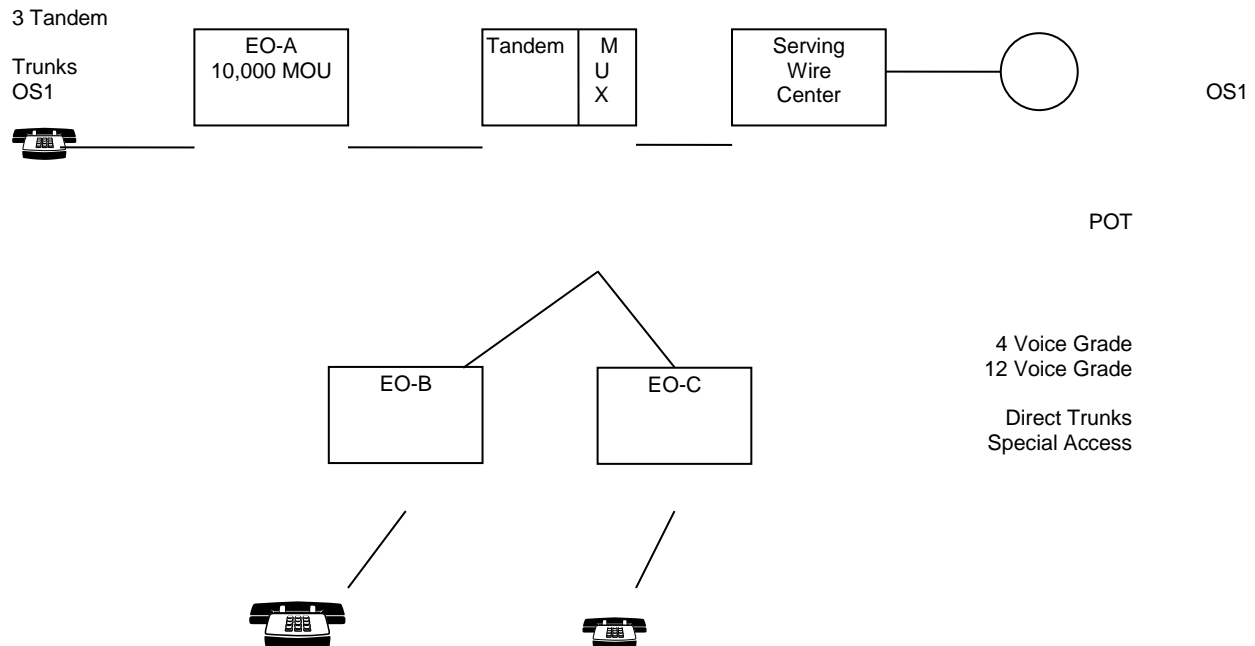 3 Tandem
Trunks
OS1
EO-A
10,000 MOU
Tandem
M
U
X
Serving
Wire
Center
OS1
POT
EO-B
EO-C
4 Voice Grade
12 Voice Grade
Direct Trunks
Special Access